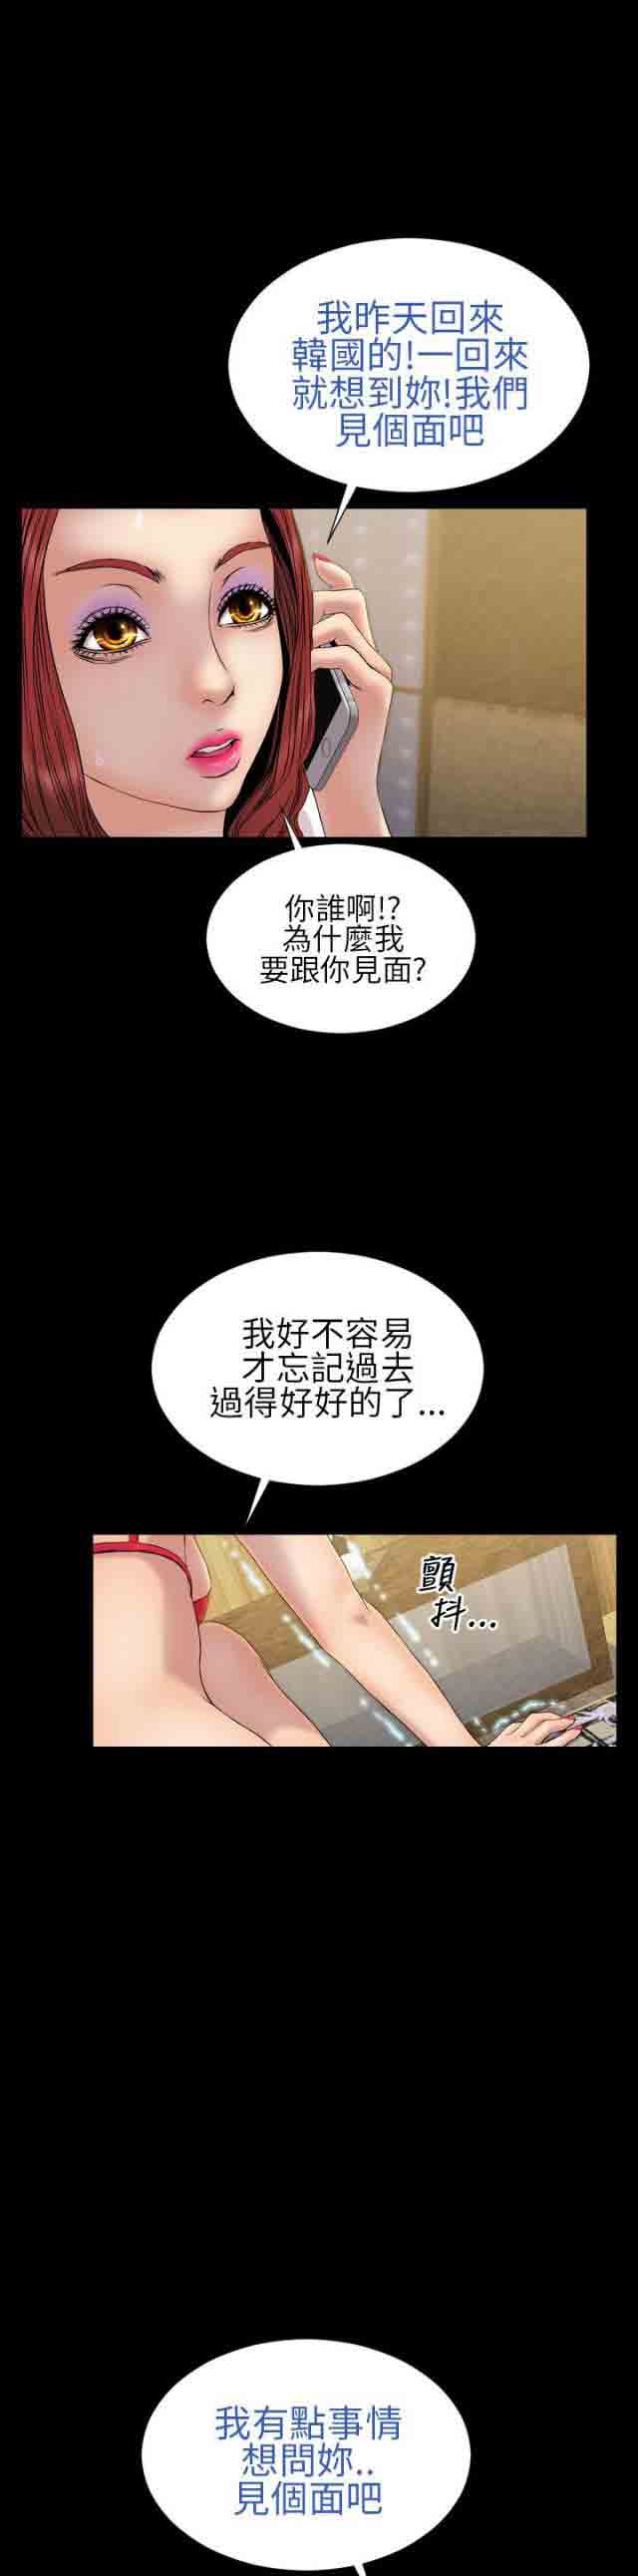 我昨天回來
韓國的!一回來
就想到妳!我們
見個面吧
你誰啊!?
為什麼我
要跟你見面?
我好不容易
才忘記過去
過得好好的了...
顫
抖...
我有點事情
想問妳..
見個面吧